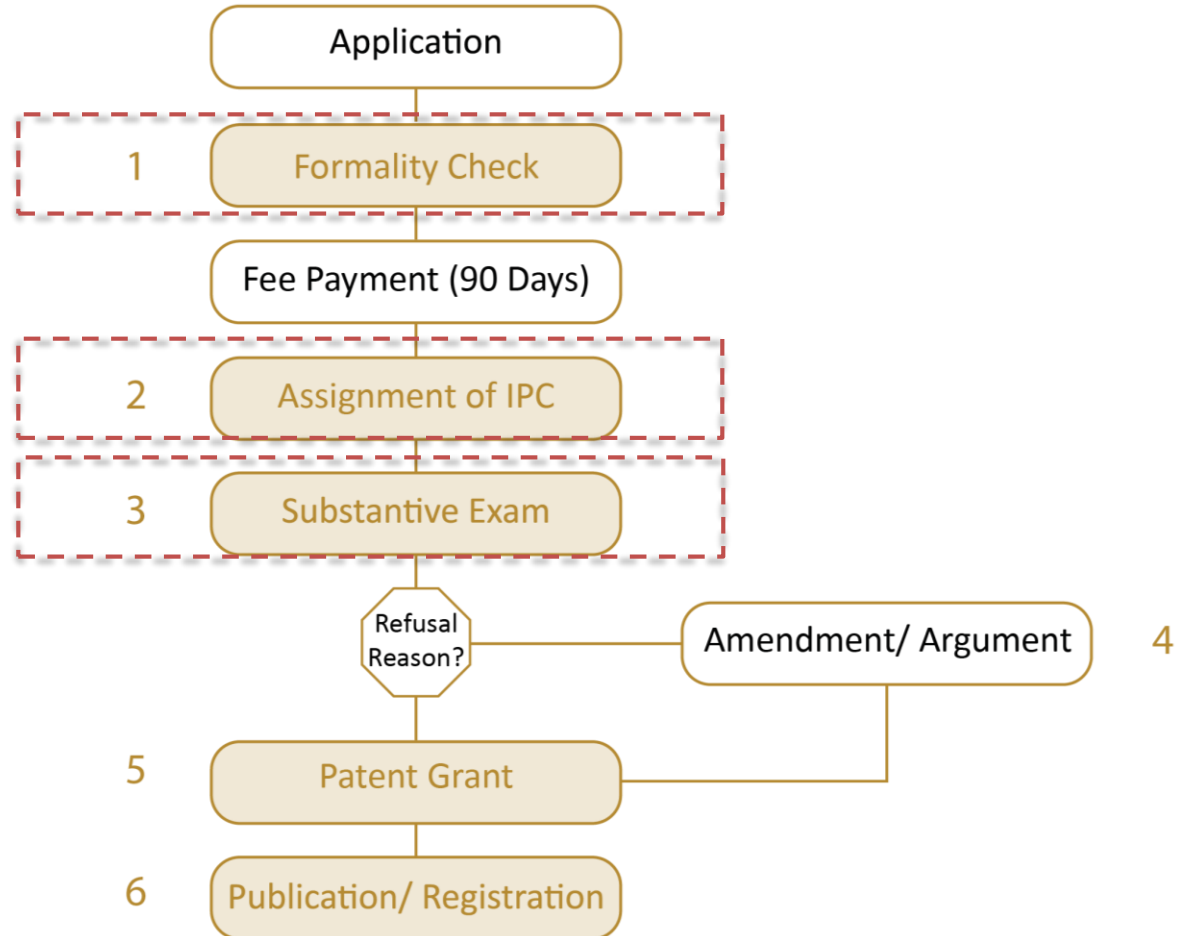 Application
1
Formality Check
Fee Payment (90 Days)
2
Assignment of IPC
3
Substantive Exam
Refusal
Reason?
Amendment/ Argument
4
5
Patent Grant
6
Publication/ Registration